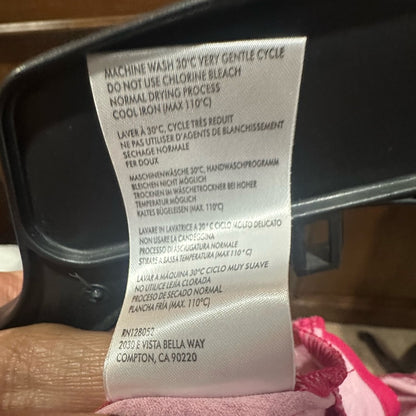 MACHINE WASH 30°C VERY GENTLE CYCLE
DO NOT USE CHLORINE BLEACH
NORMAL DRYING PROCESS
COOL IRON (MAX 110°C)
LAVER À 30°C, CYCLE TRÈS REDUIT
NE PAS UTILISER D'AGENTS DE BLANCHISSEMENT
SÉCHAGE NORMALE
FER DOUX
MASCHINENWÄSCHE 30°C, HANDWASCHPROGRAMM
BLEICHEN NICHT MÖGLICH
TROCKNEN IM WÄSCHETROCKNER BEI HOHER
TEMPERATUR MÖGLICH
KALTES BÜGELEISEN (MAX. 110°C)
LAVARE IN LAVATRICE A 30°C CICLO MOLTO DELICATO
NON USARE LA CANDEGGINA
PROCESSO DI ASCIUGATURA NORMALE
STIRARE A BASSA TEMPERATURA (MAX 110°C)
LAVAR A MÁQUINA 30°C CICLO MUY SUAVE
NO UTILICE LEJÍA CLORADA
PROCESO DE SECADO NORMAL
PLANCHA FRÍA (MAX. 110°C)
RN128052
2030 E VISTA BELLA WAY
COMPTON, CA 90220